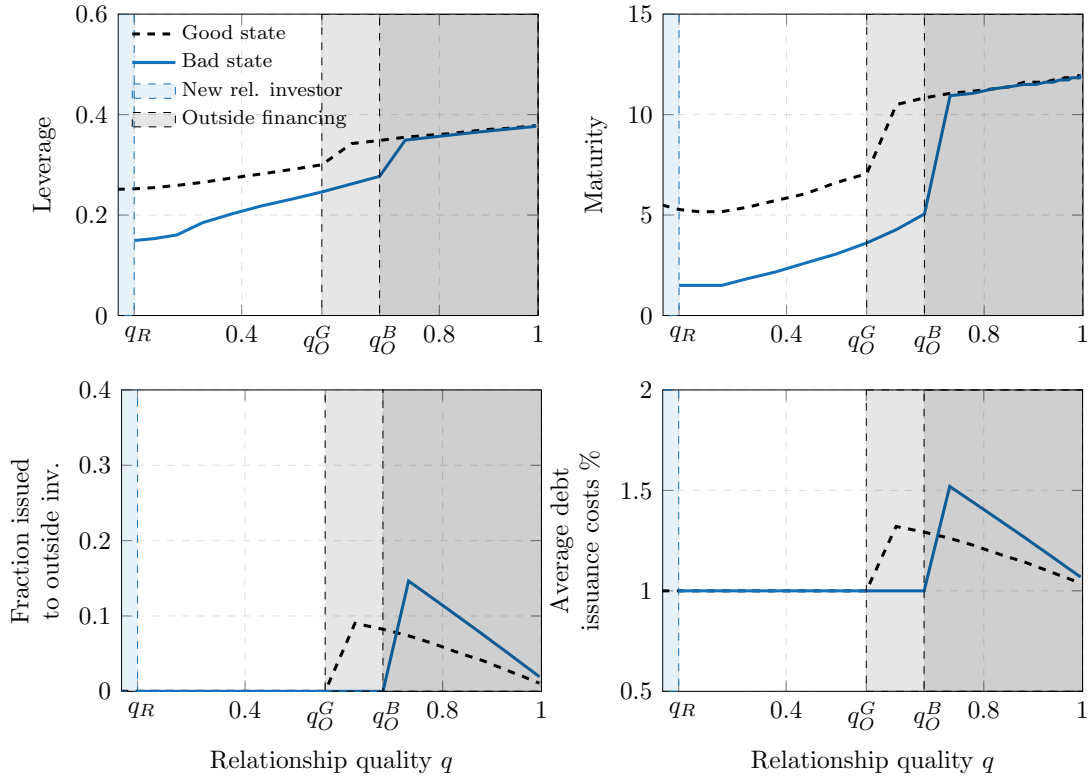 0.6
0.4
0.2
0
Leverage
Good state
Bad state
New rel. investor
Outside financing
q_R
0.4
q_O^G
q_O^B
0.8
1
15
10
5
0
Maturity
q_R
0.4
q_O^G
q_O^B
0.8
1
0.4
0.3
0.2
0.1
0
Fraction issued
to outside inv.
q_R
0.4
q_O^G
q_O^B
0.8
1
Relationship quality q
2
1.5
1
0.5
Average debt
issuance costs %
q_R
0.4
q_O^G
q_O^B
0.8
1
Relationship quality q